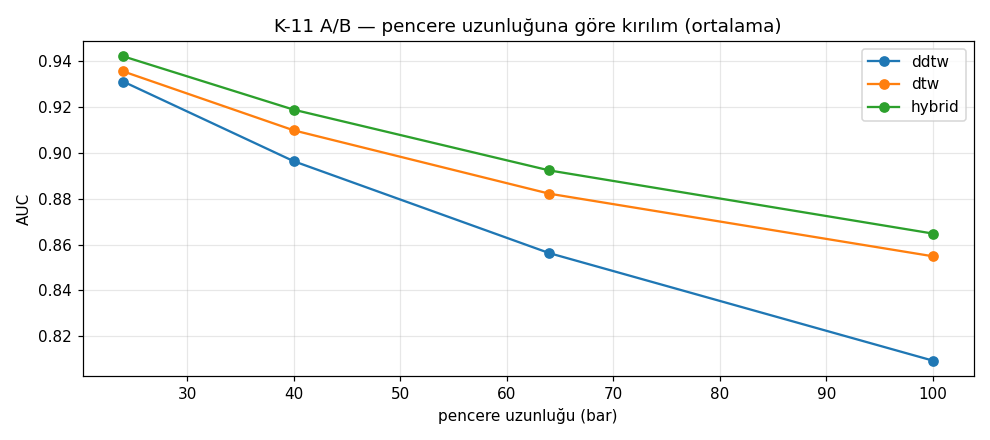 K-11 A/B — pencere uzunluğuna göre kırılım (ortalama)
ddtw
dtw
hybrid
AUC
0.94
0.92
0.90
0.88
0.86
0.84
0.82
30 40 50 60 70 80 90 100
pencere uzunluğu (bar)